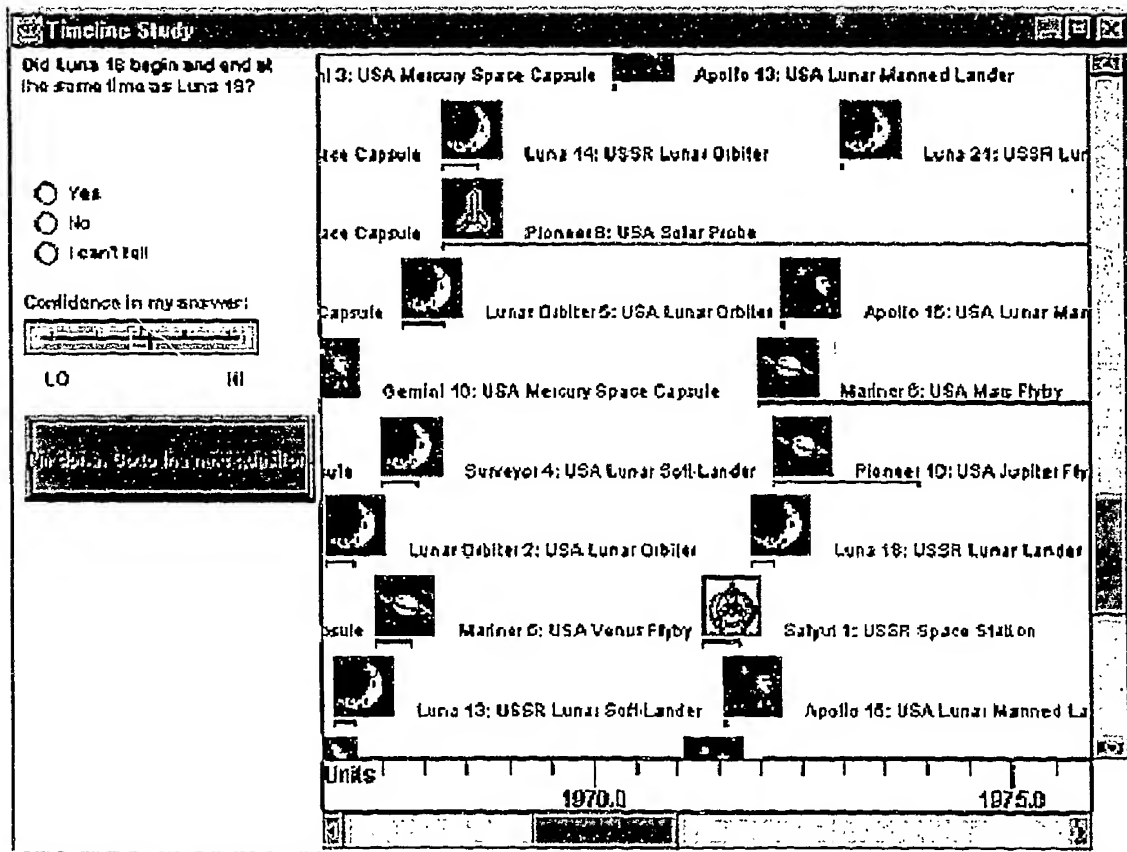 Timeline Study
Did Luna 18 begin and end at
the same time as Luna 19?
Yes
No
I can't tell
Confidence in my answer:
LO HI
ni 3: USA Mercury Space Capsule Apollo 13: USA Lunar Manned Lander
ace Capsule Luna 14: USSR Lunar Orbiter Luna 21: USSR Lun
ace Capsule Pioneer 8: USA Solar Probe
Capsule Lunar Orbiter 5: USA Lunar Orbiter Apollo 16: USA Lunar Man
Gemini 10: USA Mercury Space Capsule Mariner 6: USA Mars Flyby
sule Surveyor 4: USA Lunar Soft-Lander Pioneer 10: USA Jupiter Fly
Lunar Orbiter 2: USA Lunar Orbiter Luna 18: USSR Lunar Lander
psule Mariner 5: USA Venus Flyby Salyut 1: USSR Space Station
Luna 13: USSR Lunar Soft-Lander Apollo 15: USA Lunar Manned La
Units
1970.0 1975.0